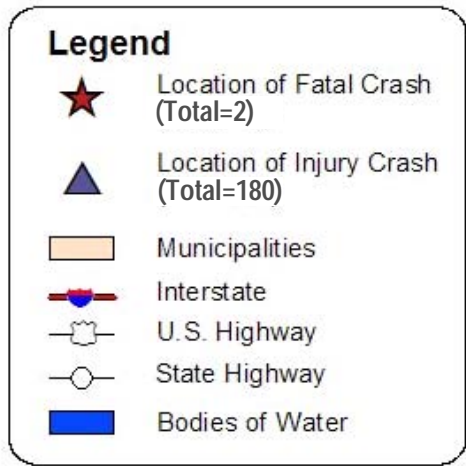 Legend
Location of Fatal Crash
(Total=2)
Location of Injury Crash
(Total=180)
Municipalities
Interstate
U.S. Highway
State Highway
Bodies of Water